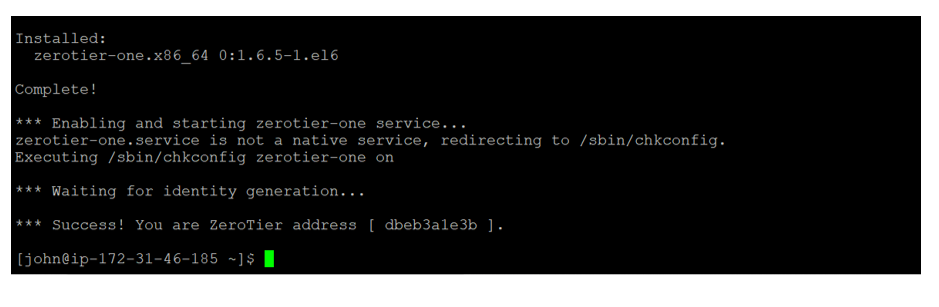 Installed:
zerotier-one.x86_64 0:1.6.5-1.el6
Complete!
*** Enabling and starting zerotier-one service...
zerotier-one.service is not a native service, redirecting to /sbin/chkconfig.
Executing /sbin/chkconfig zerotier-one on
*** Waiting for identity generation...
*** Success! You are ZeroTier address [ dbeb3a1e3b ].
[john@ip-172-31-46-185 ~]$